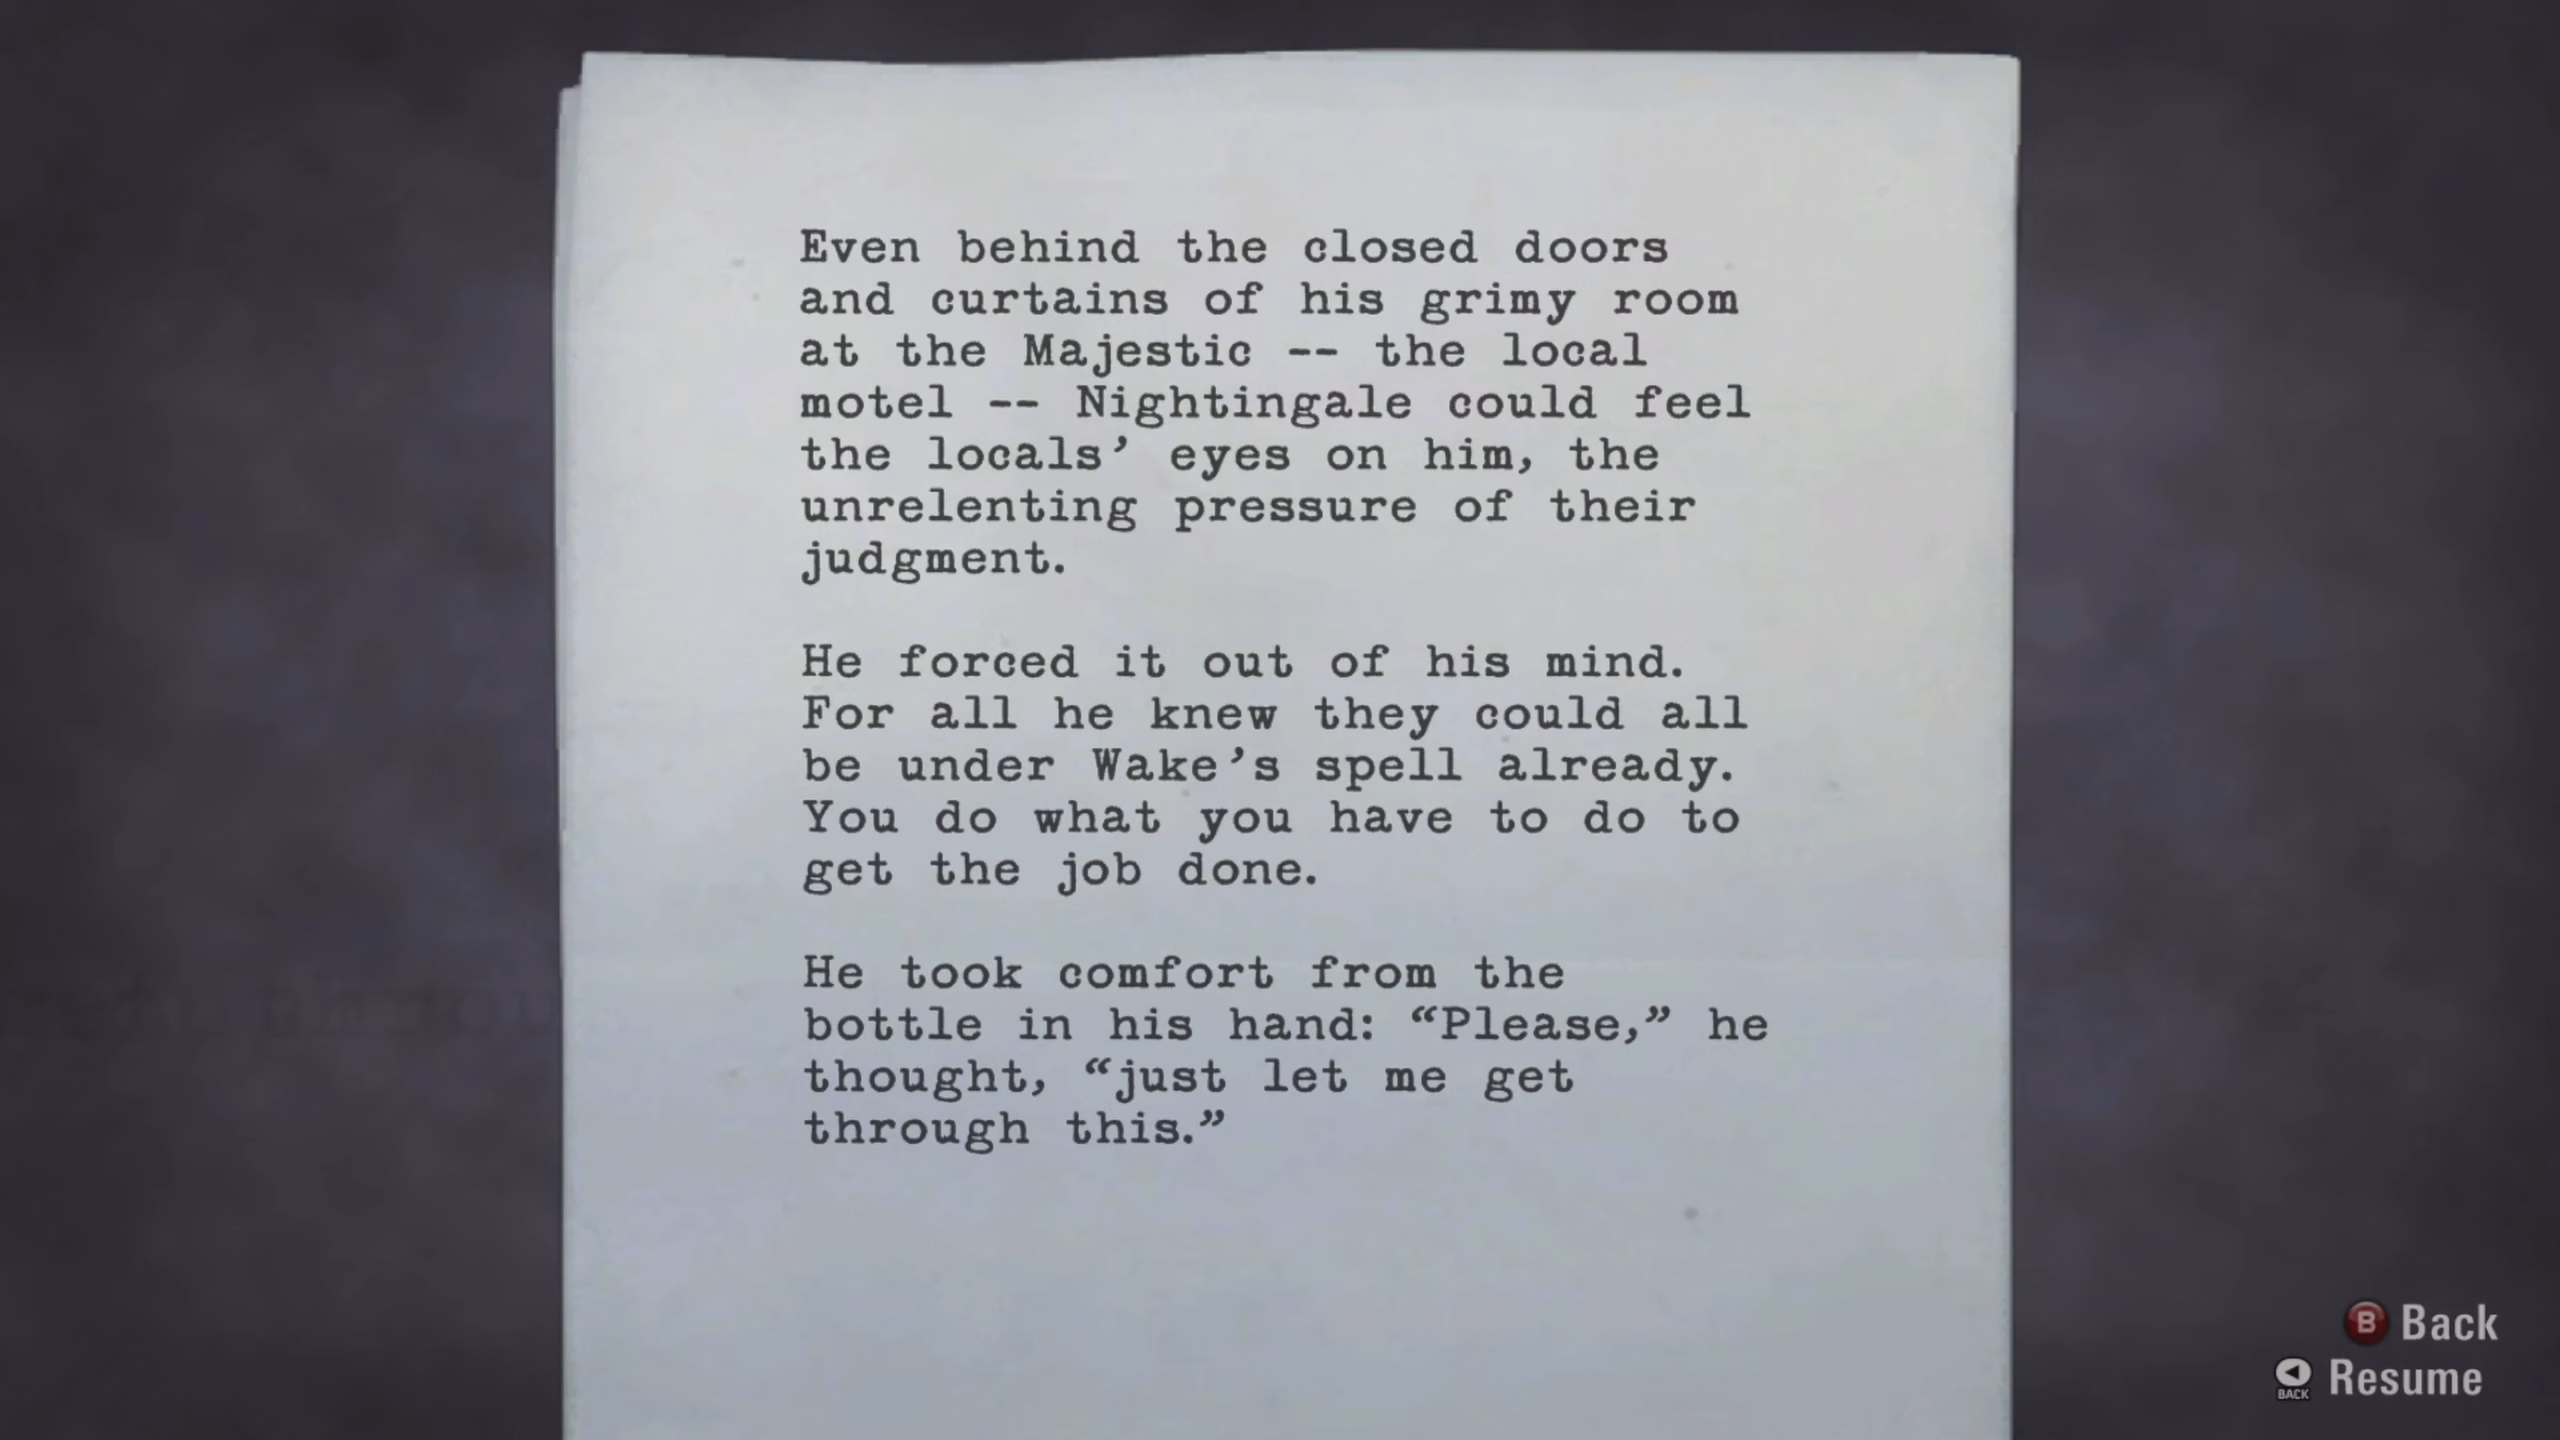 Even behind the closed doors
and curtains of his grimy room
at the Majestic -- the local
motel -- Nightingale could feel
the locals’ eyes on him, the
unrelenting pressure of their
judgment.
He forced it out of his mind.
For all he knew they could all
be under Wake’s spell already.
You do what you have to do to
get the job done.
He took comfort from the
bottle in his hand: “Please,” he
thought, “just let me get
through this.”
B Back
BACK Resume